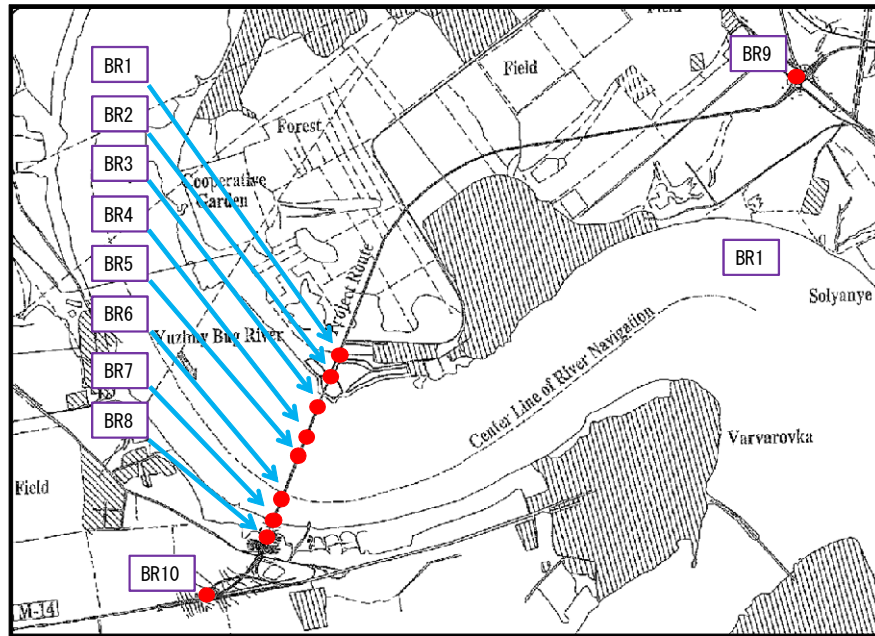 BR1
BR2
BR3
BR4
BR5
BR6
BR7
BR8
BR9
Field
Field
Forest
Cooperative
Garden
Project Route
BR1
Solyanye
Yuzhny Bug River
Center Line of River Navigation
Varvarovka
Field
BR10
M-14